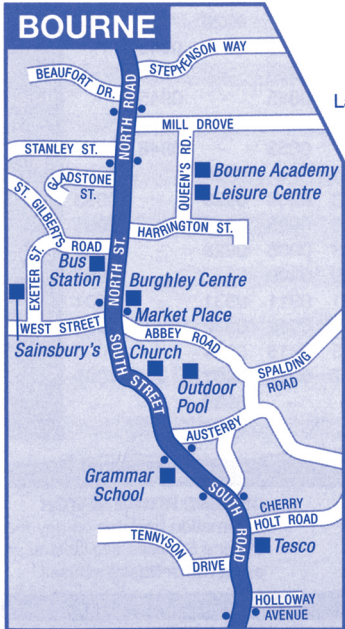 BOURNE
STEPHENSON WAY
BEAUFORT DR.
NORTH ROAD
La
MILL DROVE
STANLEY ST.
GLADSTONE
ST.
QUEEN'S RD.
Bourne Academy
Leisure Centre
ST. GILBERTS
ROAD
HARRINGTON ST.
Bus
Station
NORTH ST.
EXETER ST.
Burghley Centre
Market Place
WEST STREET
Sainsbury's
ABBEY
ROAD
SOUTH
STREET
Church
Outdoor
Pool
SPALDING
ROAD
AUSTERBY
Grammar
School
SOUTH
ROAD
CHERRY
HOLT ROAD
TENNYSON
DRIVE
Tesco
HOLLOWAY
AVENUE